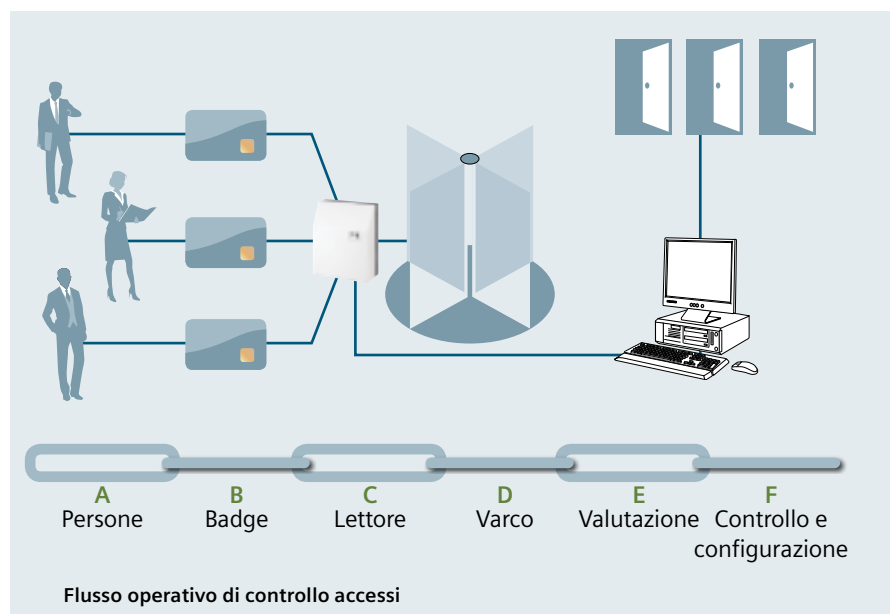 A
Persone
B
Badge
C
Lettore
D
Varco
E
Valutazione
F
Controllo e
configurazione
Flusso operativo di controllo accessi